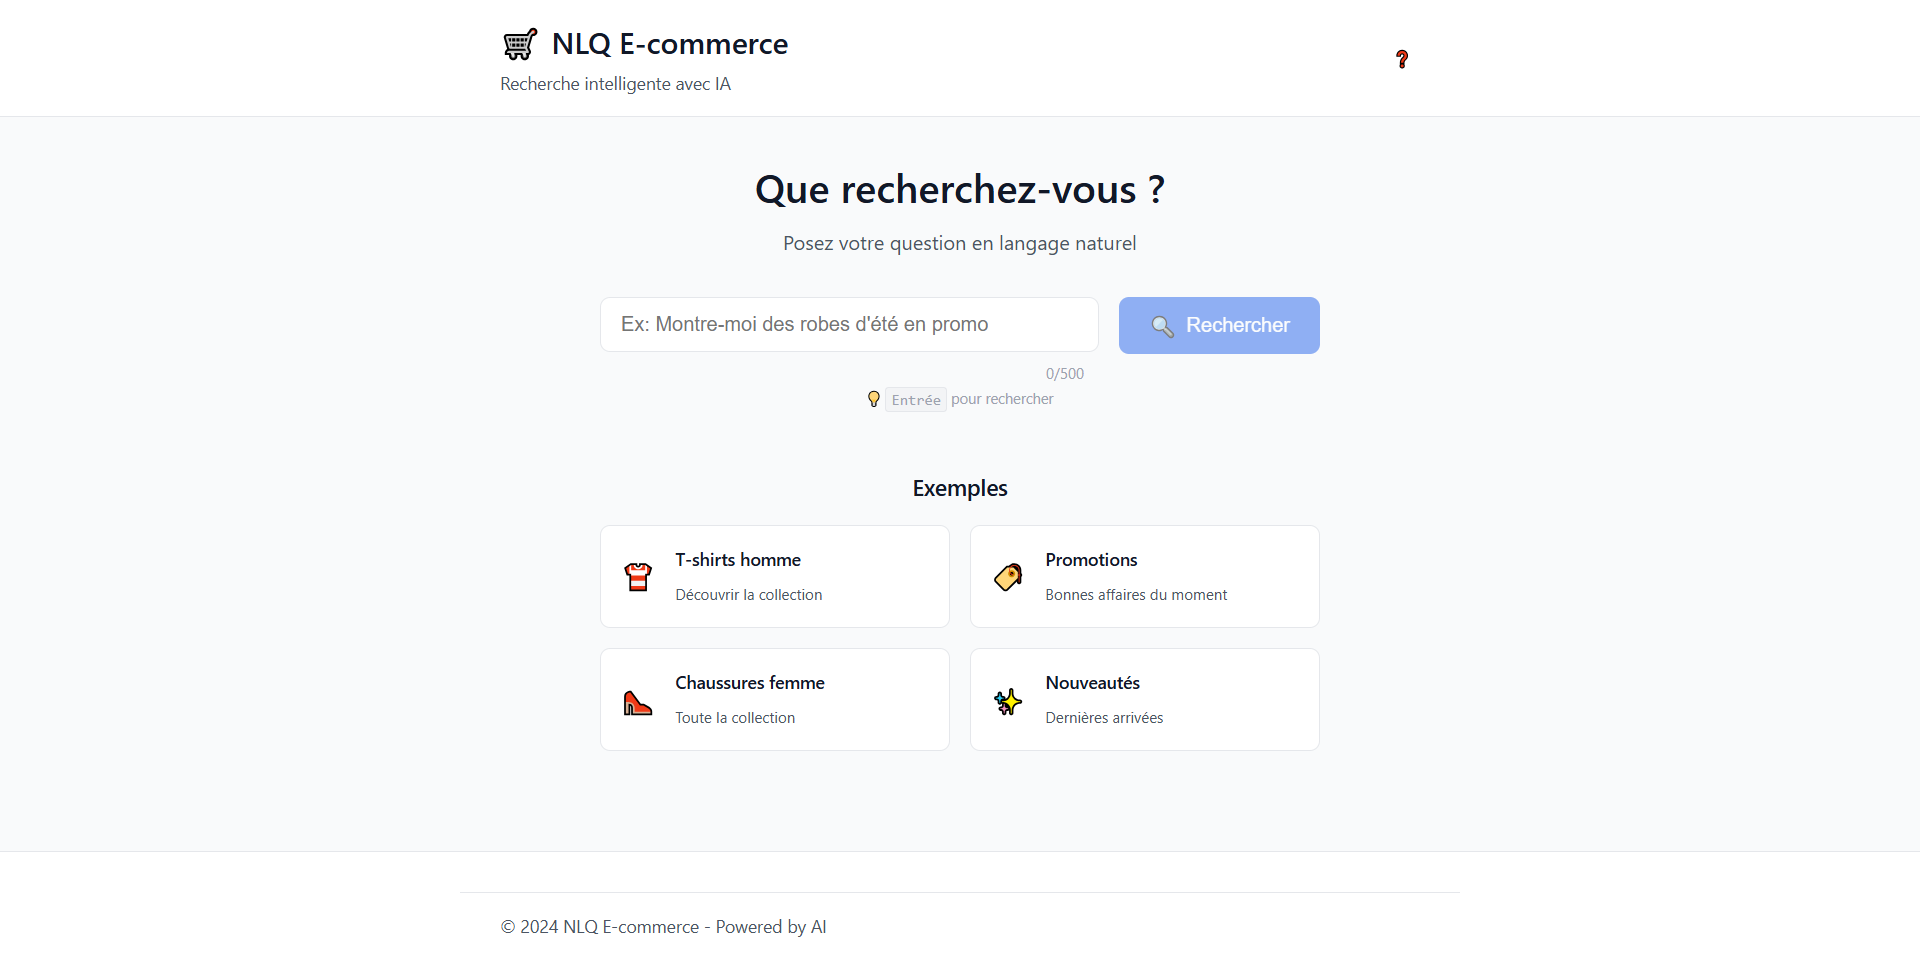 NLQ E-commerce
Recherche intelligente avec IA
Que recherchez-vous ?
Posez votre question en langage naturel
Ex: Montre-moi des robes d'été en promo
Rechercher
0/500
Entrée pour rechercher
Exemples
T-shirts homme
Découvrir la collection
Promotions
Bonnes affaires du moment
Chaussures femme
Toute la collection
Nouveautés
Dernières arrivées
© 2024 NLQ E-commerce - Powered by AI